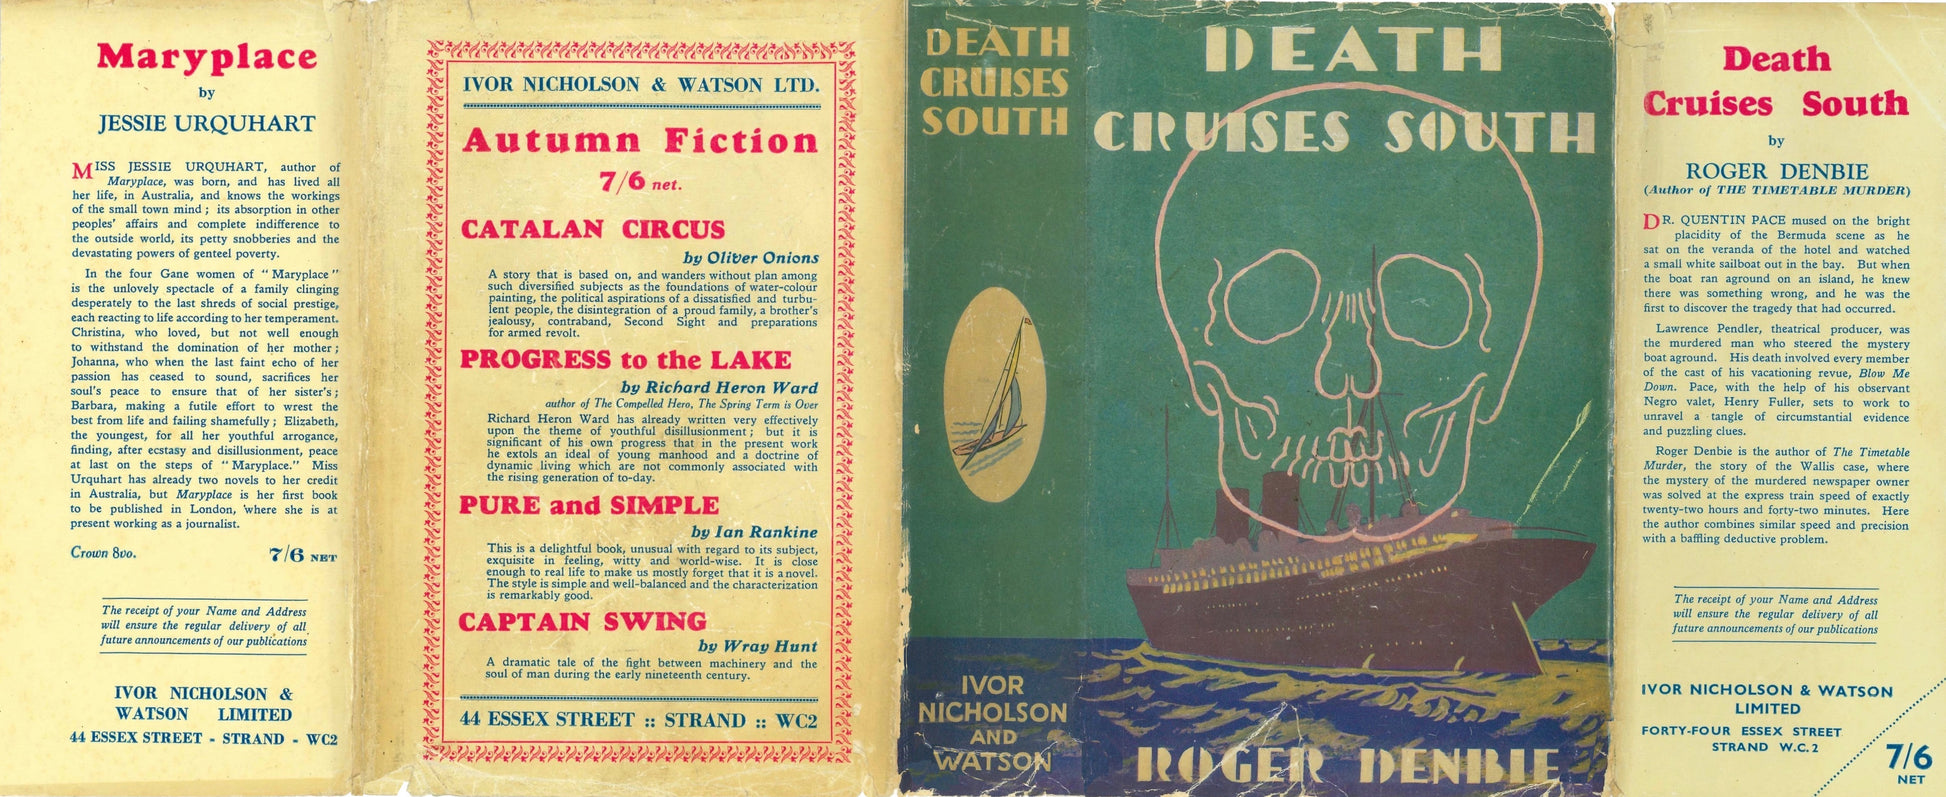 Maryplace
by
JESSIE URQUHART
MISS JESSIE URQUHART, author of
Maryplace, was born, and has lived all
her life, in Australia, and knows the workings
of the small town mind ; its absorption in other
peoples' affairs and complete indifference to
the outside world, its petty snobberies and the
devastating powers of genteel poverty.
In the four Gane women of " Maryplace "
is the unlovely spectacle of a family clinging
desperately to the last shreds of social prestige,
each reacting to life according to her temperament.
Christina, who loved, but not well enough
to withstand the domination of her mother ;
Johanna, who when the last faint echo of her
passion has ceased to sound, sacrifices her
soul's peace to ensure that of her sister's ;
Barbara, making a futile effort to wrest the
best from life and failing shamefully ; Elizabeth,
the youngest, for all her youthful arrogance,
finding, after ecstasy and disillusionment, peace
at last on the steps of " Maryplace." Miss
Urquhart has already two novels to her credit
in Australia, but Maryplace is her first book
to be published in London, where she is at
present working as a journalist.
Crown 8vo. 7/6 NET
The receipt of your Name and Address
will ensure the regular delivery of all
future announcements of our publications
IVOR NICHOLSON &
WATSON LIMITED
44 ESSEX STREET - STRAND - WC2
IVOR NICHOLSON & WATSON LTD.
Autumn Fiction
7/6 net.
CATALAN CIRCUS
by Oliver Onions
A story that is based on, and wanders without plan among
such diversified subjects as the foundations of water-colour
painting, the political aspirations of a dissatisfied and turbu-
lent people, the disintegration of a proud family, a brother's
jealousy, contraband, Second Sight and preparations
for armed revolt.
PROGRESS to the LAKE
by Richard Heron Ward
author of The Compelled Hero, The Spring Term is Over
Richard Heron Ward has already written very effectively
upon the theme of youthful disillusionment ; but it is
significant of his own progress that in the present work
he extols an ideal of young manhood and a doctrine of
dynamic living which are not commonly associated with
the rising generation of to-day.
PURE and SIMPLE
by Ian Rankine
This is a delightful book, unusual with regard to its subject,
exquisite in feeling, witty and world-wise. It is close
enough to real life to make us mostly forget that it is a novel.
The style is simple and well-balanced and the characterization
is remarkably good.
CAPTAIN SWING
by Wray Hunt
A dramatic tale of the fight between machinery and the
soul of man during the early nineteenth century.
44 ESSEX STREET :: STRAND :: WC2
DEATH
CRUISES
SOUTH
IVOR
NICHOLSON
AND
WATSON
DEATH
CRUISES SOUTH
ROGER DENBIE
Death
Cruises South
by
ROGER DENBIE
(Author of THE TIMETABLE MURDER)
DR. QUENTIN PACE mused on the bright
placidity of the Bermuda scene as he
sat on the veranda of the hotel and watched
a small white sailboat out in the bay. But when
the boat ran aground on an island, he knew
there was something wrong, and he was the
first to discover the tragedy that had occurred.
Lawrence Pendler, theatrical producer, was
the murdered man who steered the mystery
boat aground. His death involved every member
of the cast of his vacationing revue, Blow Me
Down. Pace, with the help of his observant
Negro valet, Henry Fuller, sets to work to
unravel a tangle of circumstantial evidence
and puzzling clues.
Roger Denbie is the author of The Timetable
Murder, the story of the Wallis case, where
the mystery of the murdered newspaper owner
was solved at the express train speed of exactly
twenty-two hours and forty-two minutes. Here
the author combines similar speed and precision
with a baffling deductive problem.
The receipt of your Name and Address
will ensure the regular delivery of all
future announcements of our publications
IVOR NICHOLSON & WATSON
LIMITED
FORTY-FOUR ESSEX STREET
STRAND W.C.2
7/6
NET